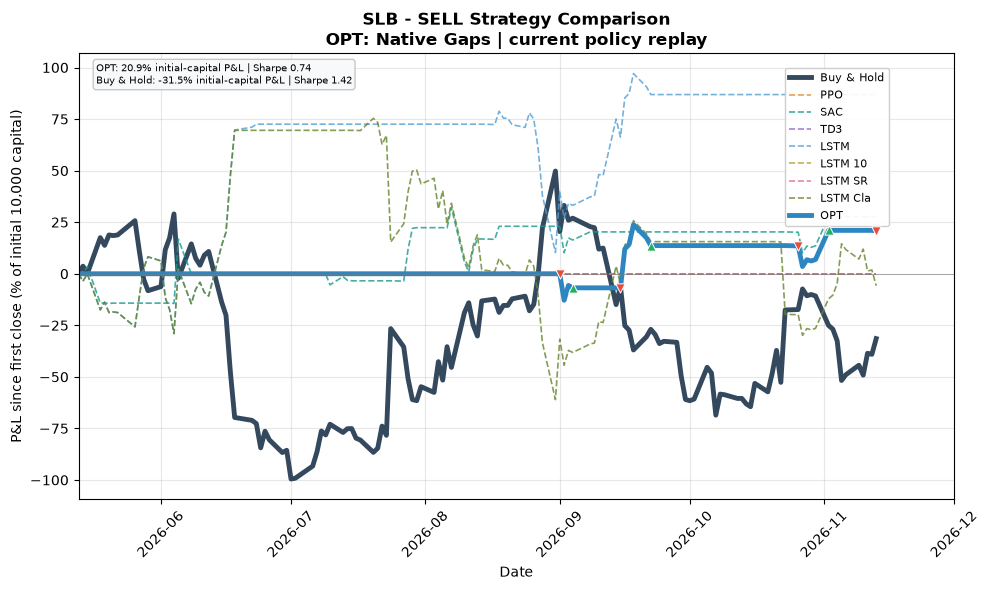 SLB - SELL Strategy Comparison
OPT: Native Gaps | current policy replay
OPT: 20.9% initial-capital P&L | Sharpe 0.74
Buy & Hold: -31.5% initial-capital P&L | Sharpe 1.42
Buy & Hold
PPO
SAC
TD3
LSTM
LSTM 10
LSTM SR
LSTM Cla
OPT
P&L since first close (% of initial 10,000 capital)
100
75
50
25
0
−25
−50
−75
−100
2026-06
2026-07
2026-08
2026-09
2026-10
2026-11
2026-12
Date